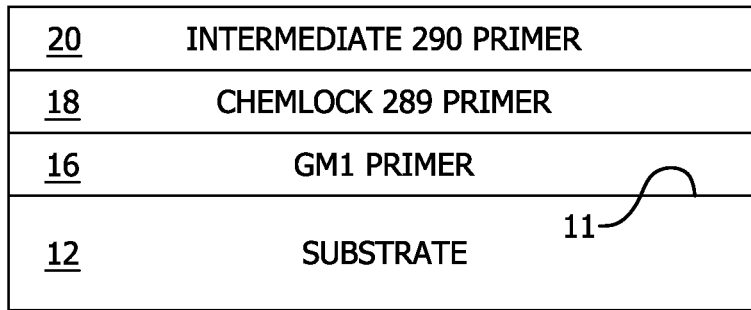 20 INTERMEDIATE 290 PRIMER
18 CHEMLOCK 289 PRIMER
16 GM1 PRIMER
11
12 SUBSTRATE